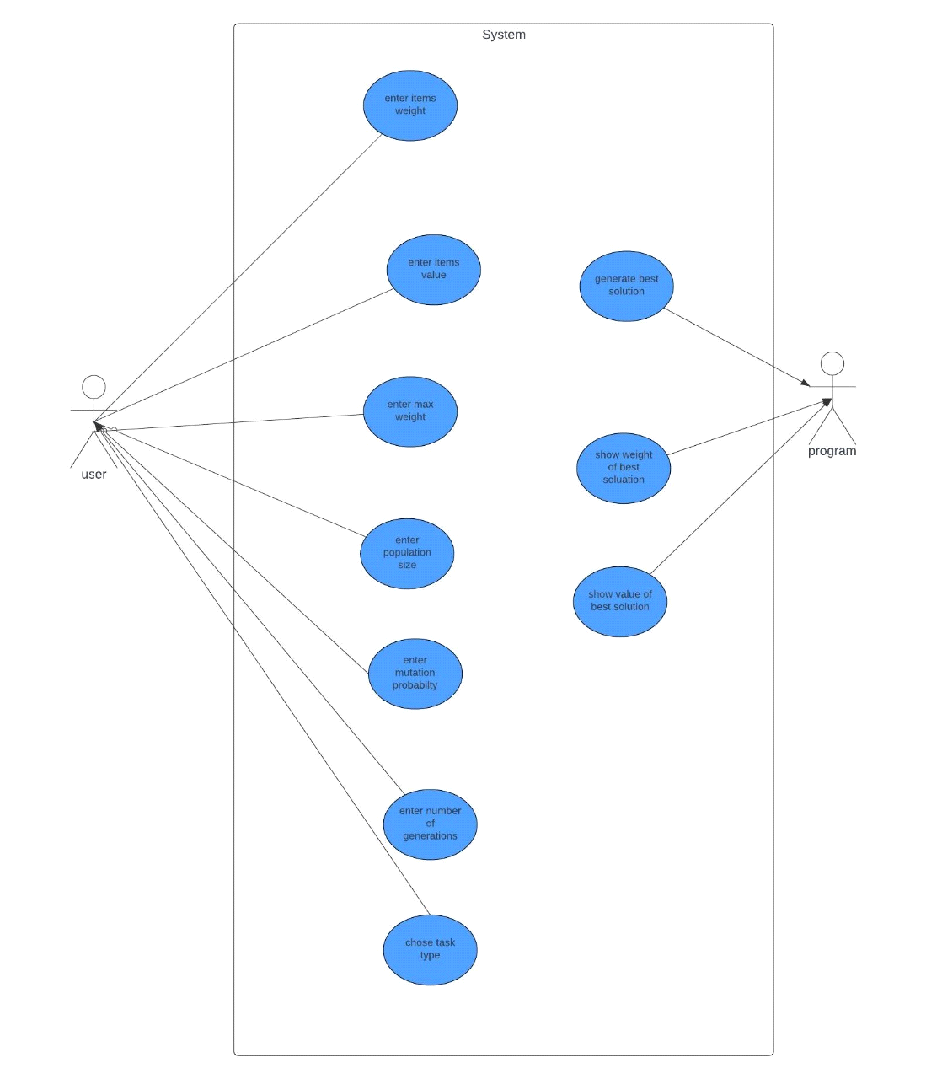 System
enter items
weight
enter items
value
generate best
solution
enter max
weight
user
program
show weight
of best
soluation
enter
population
size
show value of
best solution
enter
mutation
probabilty
enter number
of
generations
chose task
type